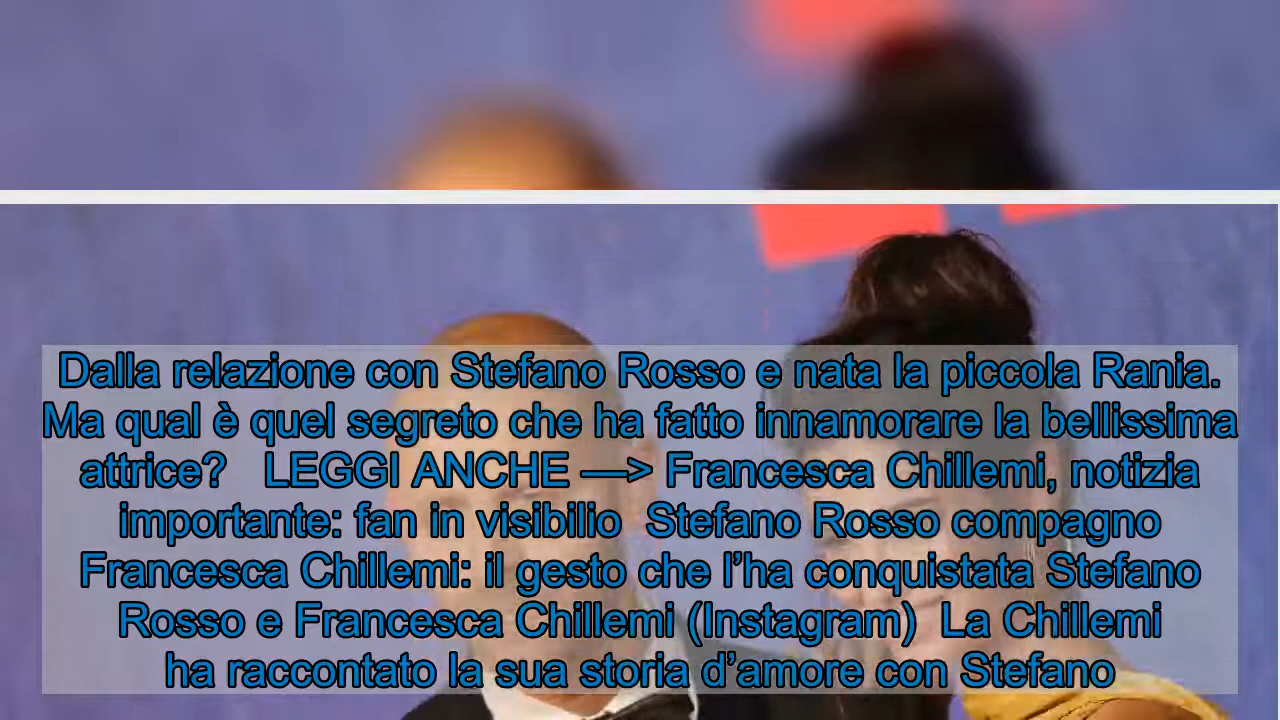 Dalla relazione con Stefano Rosso e nata la piccola Rania.
Ma qual è quel segreto che ha fatto innamorare la bellissima
attrice?   LEGGI ANCHE —> Francesca Chillemi, notizia
importante: fan in visibilio  Stefano Rosso compagno
Francesca Chillemi: il gesto che l’ha conquistata Stefano
Rosso e Francesca Chillemi (Instagram)  La Chillemi
ha raccontato la sua storia d’amore con Stefano